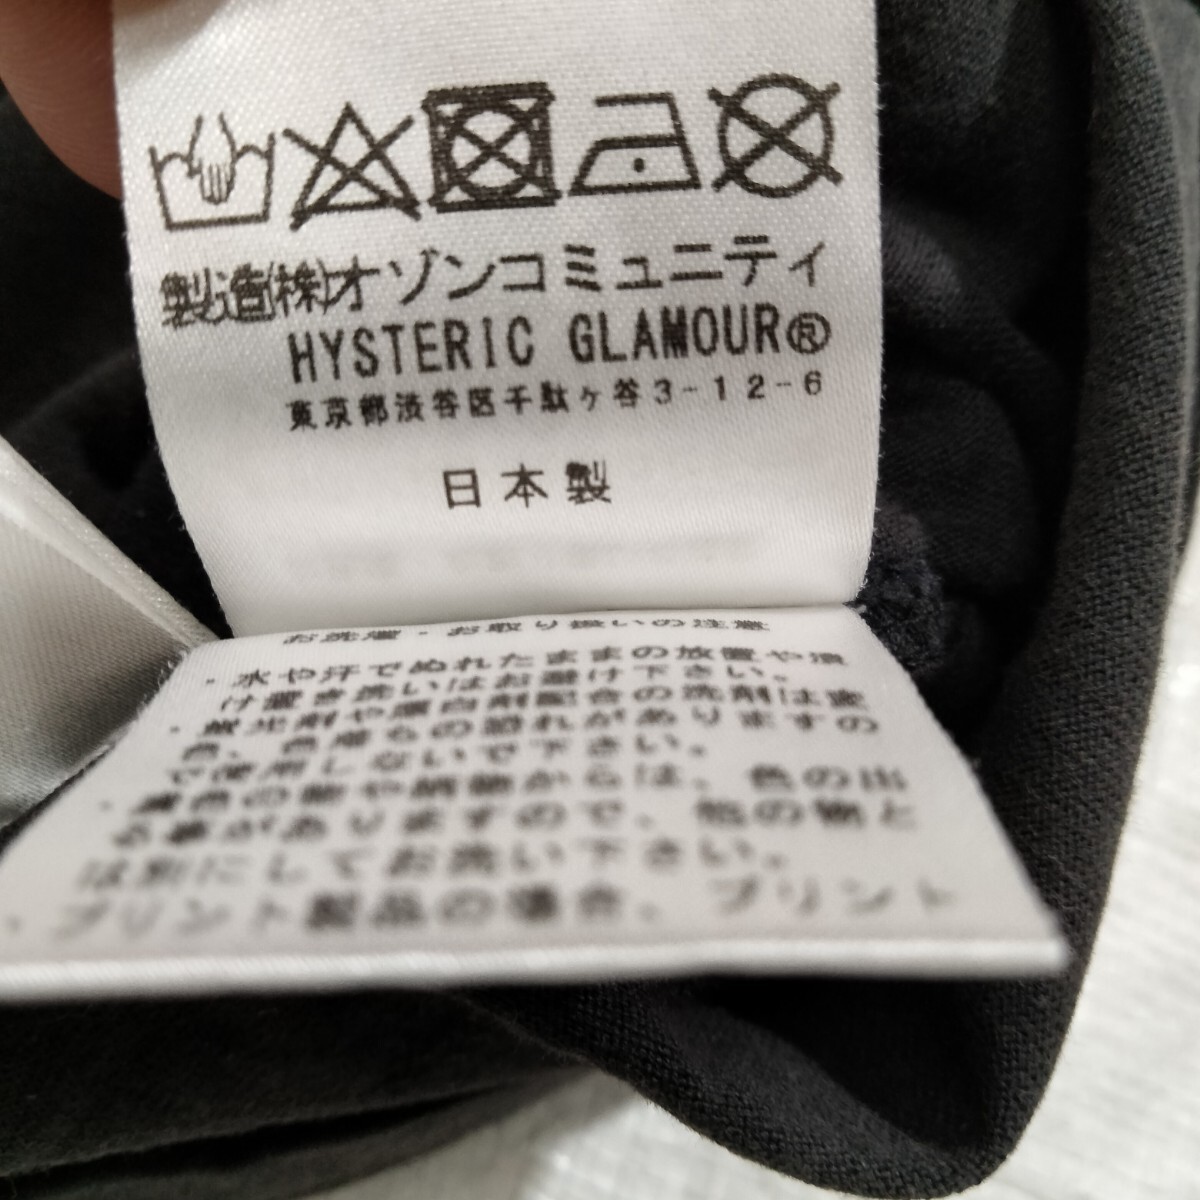 製造(株)オゾンコミュニティ
HYSTERIC GLAMOUR®
東京都渋谷区千駄ヶ谷3-12-6
日本製
お洗濯・お取り扱いの注意
・水や汗でぬれたままの放置や漬
け置き洗いはお避け下さい。
・蛍光剤や漂白剤配合の洗剤は変
色、色落ちの恐れがありますの
で使用しないで下さい。
・濃色の物や柄物からは、色の出
る事がありますので、他の物と
は別にしてお洗い下さい。
・プリント製品の場合、プリント